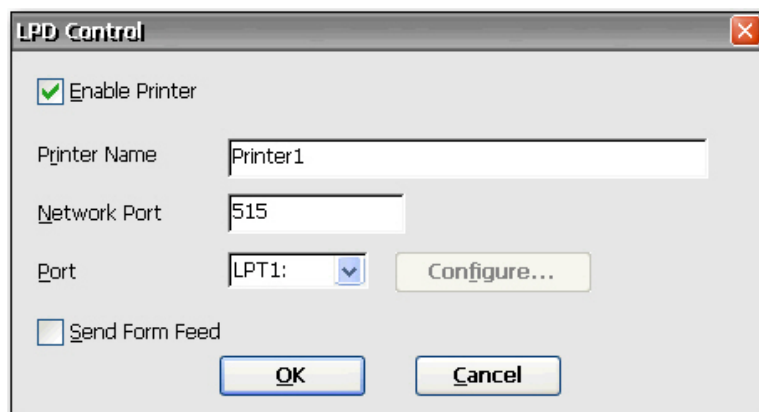 LPD Control
Enable Printer
Printer Name Printer1
Network Port 515
Port LPT1: Configure...
Send Form Feed
OK Cancel